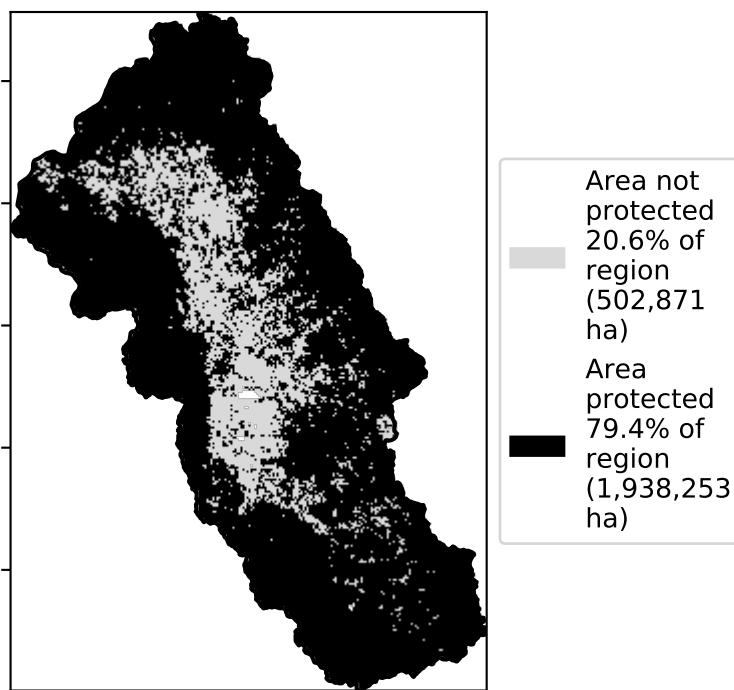 Area not
protected
20.6% of
region
(502,871
ha)
Area
protected
79.4% of
region
(1,938,253
ha)